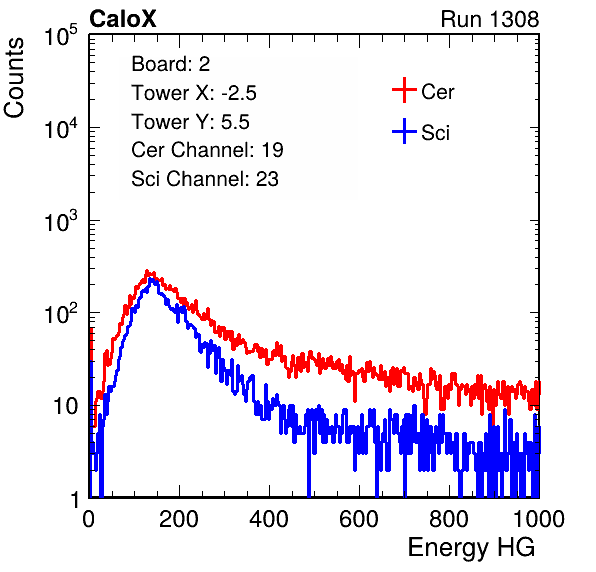 CaloX Run 1308
Counts
10^5
10^4
10^3
10^2
10
1
Board: 2
Tower X: -2.5
Tower Y: 5.5
Cer Channel: 19
Sci Channel: 23
Cer
Sci
0 200 400 600 800 1000
Energy HG